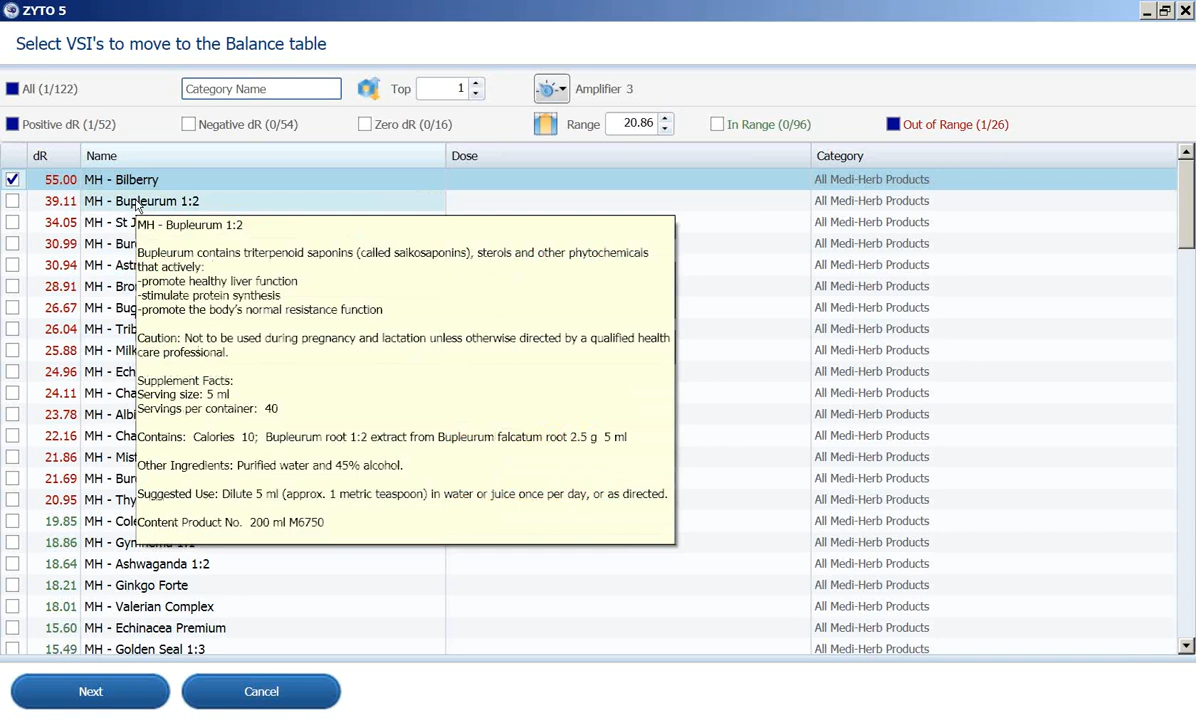 ZYTO 5
Select VSI's to move to the Balance table
All (1/122) Category Name Top 1 Amplifier 3
Positive dR (1/52) Negative dR (0/54) Zero dR (0/16) Range 20.86 In Range (0/96) Out of Range (1/26)
dR Name Dose Category
55.00 MH - Bilberry All Medi-Herb Products
39.11 MH - Bupleurum 1:2 All Medi-Herb Products
34.05 MH - St All Medi-Herb Products
MH - Bupleurum 1:2
30.99 MH - All Medi-Herb Products
Bupleurum contains triterpenoid saponins (called saikosaponins), sterols and other phytochemicals
30.94 MH - All Medi-Herb Products
that actively:
28.91 MH - All Medi-Herb Products
-promote healthy liver function
-stimulate protein synthesis
26.67 MH - All Medi-Herb Products
-promote the body's normal resistance function
26.04 MH - All Medi-Herb Products
Caution: Not to be used during pregnancy and lactation unless otherwise directed by a qualified health
25.88 MH - All Medi-Herb Products
care professional.
24.96 MH - All Medi-Herb Products
Supplement Facts:
24.11 MH - All Medi-Herb Products
Serving size: 5 ml
Servings per container: 40
23.78 MH - All Medi-Herb Products
22.16 MH - All Medi-Herb Products
Contains: Calories 10; Bupleurum root 1:2 extract from Bupleurum falcatum root 2.5 g 5 ml
21.86 MH - All Medi-Herb Products
Other Ingredients: Purified water and 45% alcohol.
21.69 MH - All Medi-Herb Products
Suggested Use: Dilute 5 ml (approx. 1 metric teaspoon) in water or juice once per day, or as directed.
20.95 MH - All Medi-Herb Products
19.85 MH - All Medi-Herb Products
Content Product No. 200 ml M6750
18.86 MH - All Medi-Herb Products
18.64 MH - Ashwaganda 1:2 All Medi-Herb Products
18.21 MH - Ginkgo Forte All Medi-Herb Products
18.01 MH - Valerian Complex All Medi-Herb Products
15.60 MH - Echinacea Premium All Medi-Herb Products
15.49 MH - Golden Seal 1:3 All Medi-Herb Products
Next Cancel